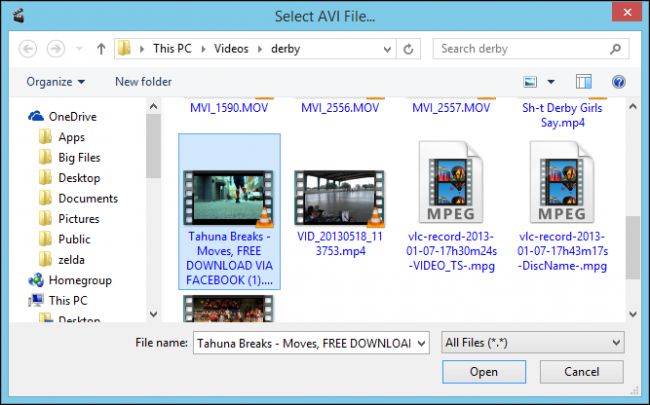 Select AVI File...
This PC Videos derby
Search derby
Organize New folder
OneDrive
Apps
Big Files
Desktop
Documents
Pictures
Public
zelda
Homegroup
This PC
Desktop
MVI_1590.MOV
MVI_2556.MOV
MVI_2557.MOV
Sh-t Derby Girls
Say.mp4
Tahuna Breaks -
Moves, FREE
DOWNLOAD VIA
FACEBOOK (1)....
VID_20130518_11
3753.mp4
MPEG
vlc-record-2013-
01-07-17h30m24s
-VIDEO_TS-.mpg
MPEG
vlc-record-2013-
01-07-17h43m17s
-DiscName-.mpg
File name: Tahuna Breaks - Moves, FREE DOWNLOAI
All Files (*.*)
Open Cancel